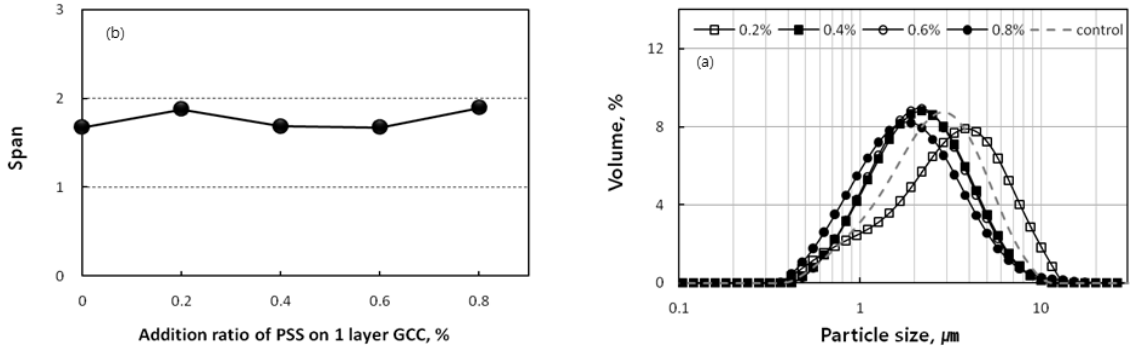 3
(b)
2
Span
1
0
0 0.2 0.4 0.6 0.8
Addition ratio of PSS on 1 layer GCC, %
0.2% 0.4% 0.6% 0.8% control
12
(a)
Volume, %
8
4
0
0.1 1 10
Particle size, μm